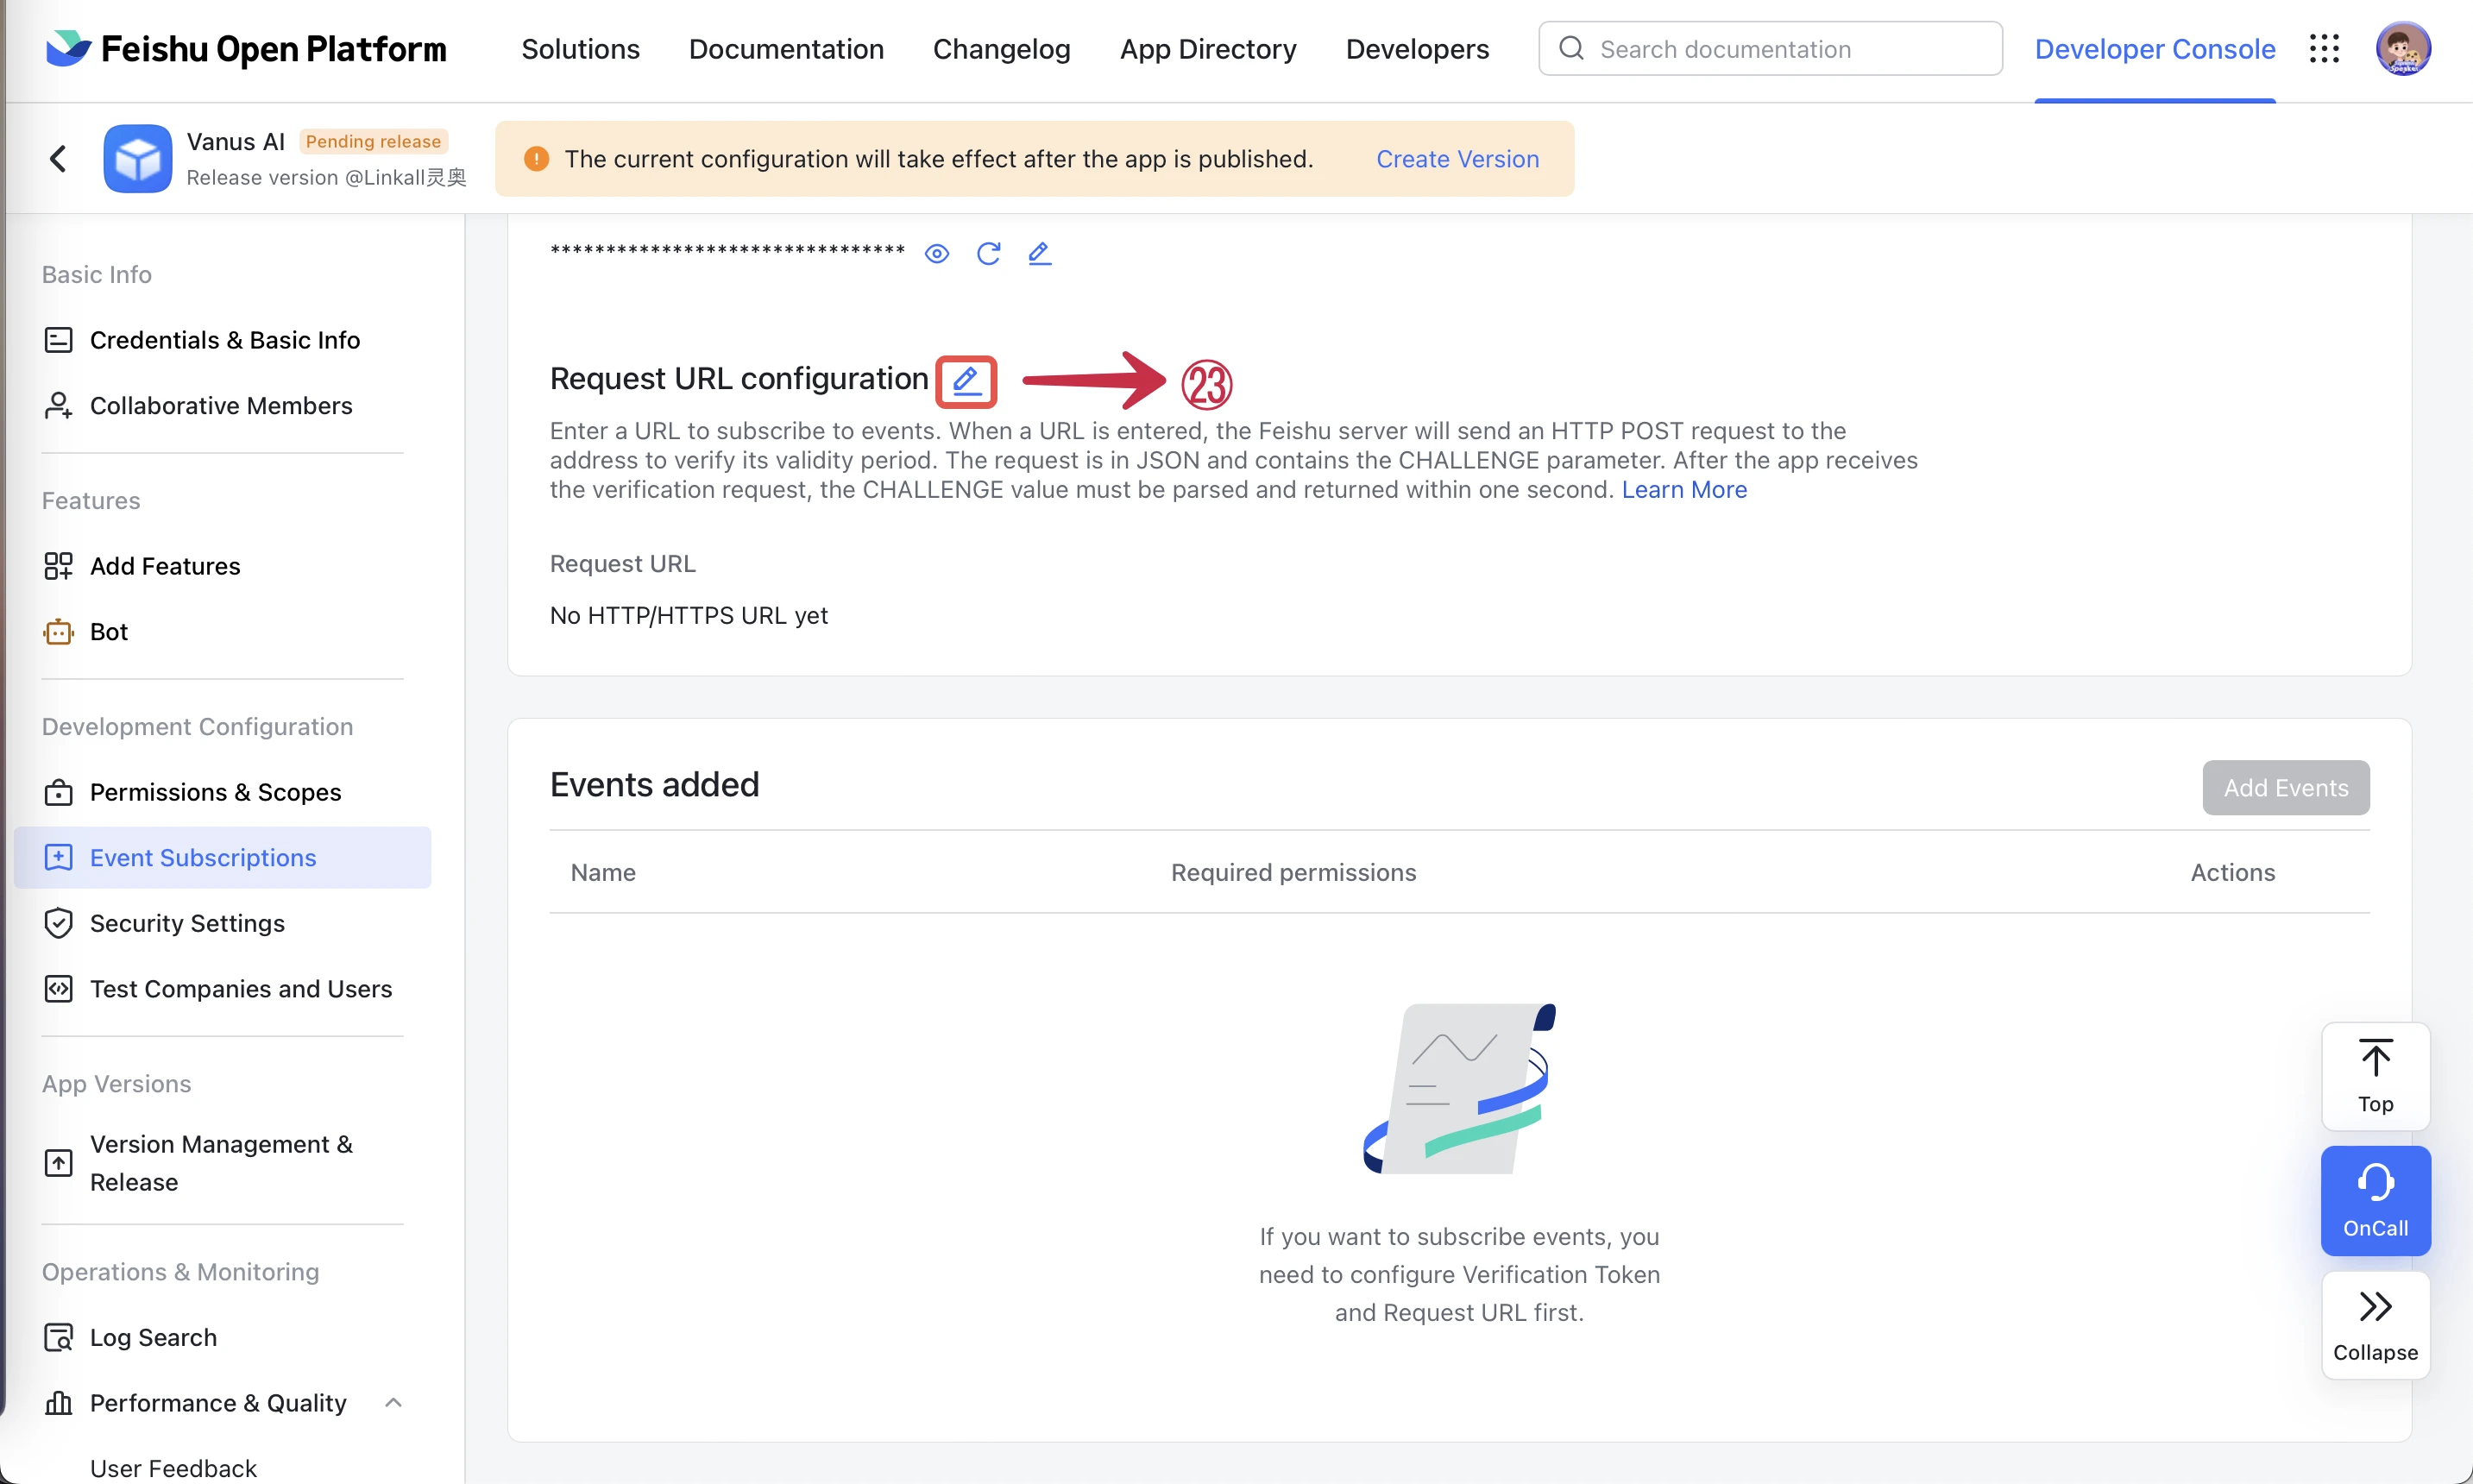 Feishu Open Platform
Solutions
Documentation
Changelog
App Directory
Developers
Search documentation
Developer Console
Vanus AI
Pending release
Release version @Linkall灵奥
The current configuration will take effect after the app is published.
Create Version
Basic Info
Credentials & Basic Info
Collaborative Members
Features
Add Features
Bot
Development Configuration
Permissions & Scopes
Event Subscriptions
Security Settings
Test Companies and Users
App Versions
Version Management &
Release
Operations & Monitoring
Log Search
Performance & Quality
User Feedback
********************************
Request URL configuration
㉓
Enter a URL to subscribe to events. When a URL is entered, the Feishu server will send an HTTP POST request to the
address to verify its validity period. The request is in JSON and contains the CHALLENGE parameter. After the app receives
the verification request, the CHALLENGE value must be parsed and returned within one second. Learn More
Request URL
No HTTP/HTTPS URL yet
Events added
Add Events
Name
Required permissions
Actions
If you want to subscribe events, you
need to configure Verification Token
and Request URL first.
Top
OnCall
Collapse